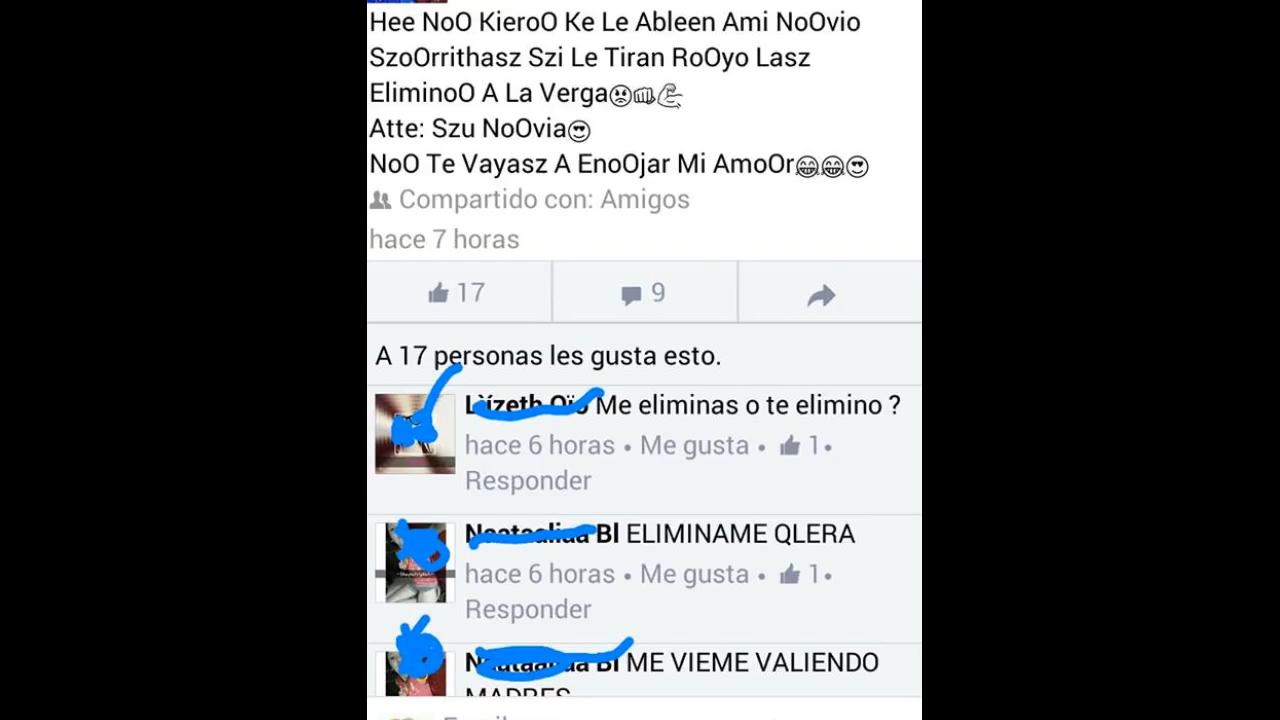 Hee NoO KieroO Ke Le Ableen Ami NoOvio
SzoOrrithasz Szi Le Tiran RoOyo Lasz
EliminoO A La Verga😡👊💪
Atte: Szu NoOvia😎
NoO Te Vayasz A EnoOjar Mi AmoOr😁😁😎
Compartido con: Amigos
hace 7 horas
17 9
A 17 personas les gusta esto.
Me eliminas o te elimino ?
hace 6 horas • Me gusta • 1 •
Responder
Bl ELIMINAME QLERA
hace 6 horas • Me gusta • 1 •
Responder
Bl ME VIEME VALIENDO
MADRES